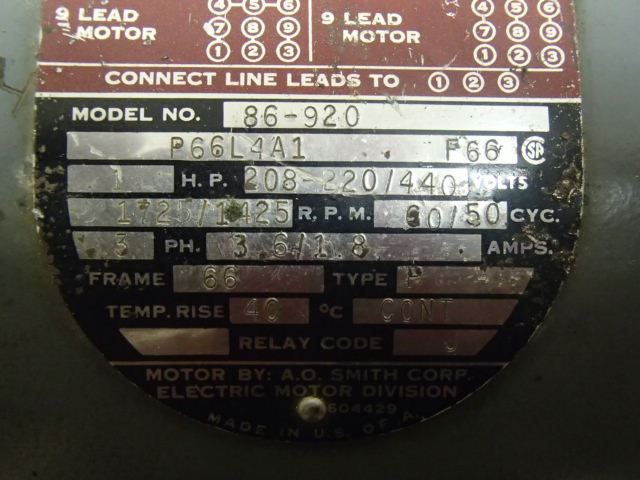 4 5 6
9 LEAD MOTOR 7 8 9
1 2 3
9 LEAD MOTOR 7 8 9
1 2 3
CONNECT LINE LEADS TO 1 2 3
MODEL NO. 86-920
P66L4A1 F66 SA
1 H.P. 208-220/440 VOLTS
1725/1425 R.P.M. 60/50 CYC.
3 PH. 3.6/1.8 AMPS.
FRAME 66 TYPE P
TEMP. RISE 40 °C CONT
RELAY CODE J
MOTOR BY: A.O. SMITH CORP.
ELECTRIC MOTOR DIVISION
604429
MADE IN U.S. OF A.